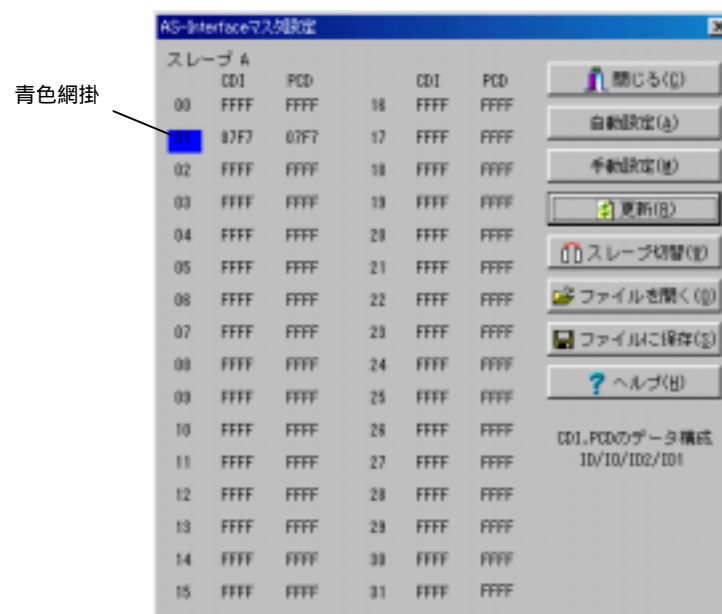 AS-Interfaceマスタ設定
スレーブ A
CDI PCD CDI PCD
青色網掛
00 FFFF FFFF 16 FFFF FFFF
01 07F7 07F7 17 FFFF FFFF
02 FFFF FFFF 18 FFFF FFFF
03 FFFF FFFF 19 FFFF FFFF
04 FFFF FFFF 20 FFFF FFFF
05 FFFF FFFF 21 FFFF FFFF
06 FFFF FFFF 22 FFFF FFFF
07 FFFF FFFF 23 FFFF FFFF
08 FFFF FFFF 24 FFFF FFFF
09 FFFF FFFF 25 FFFF FFFF
10 FFFF FFFF 26 FFFF FFFF
11 FFFF FFFF 27 FFFF FFFF
12 FFFF FFFF 28 FFFF FFFF
13 FFFF FFFF 29 FFFF FFFF
14 FFFF FFFF 30 FFFF FFFF
15 FFFF FFFF 31 FFFF FFFF
閉じる(C)
自動設定(A)
手動設定(M)
更新(R)
スレーブ切替(W)
ファイルを開く(O)
ファイルに保存(S)
ヘルプ(H)
CDI,PCDのデータ構成
ID/IO/ID2/ID1